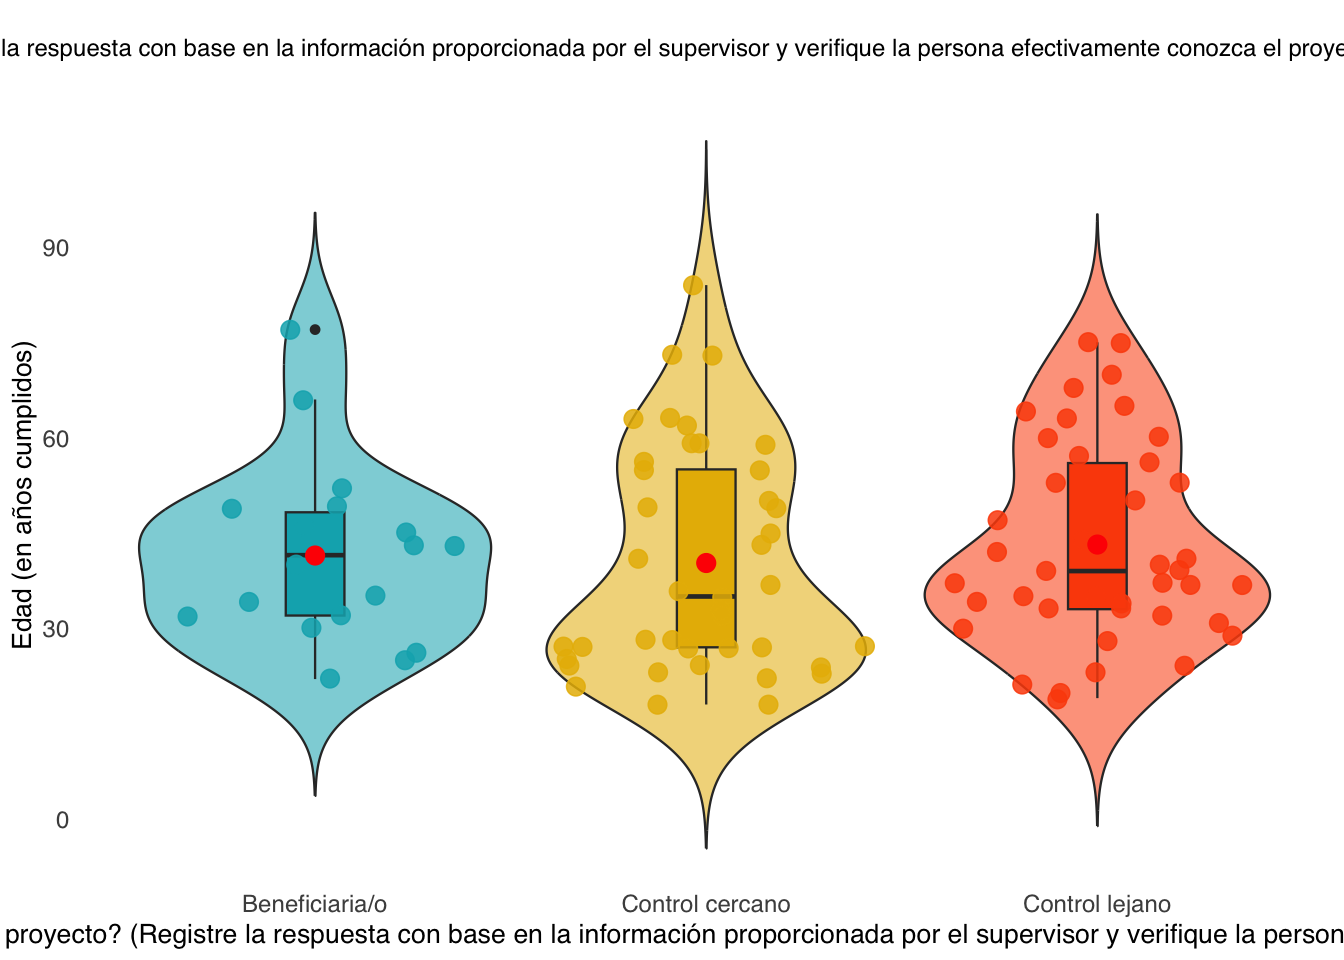 la respuesta con base en la información proporcionada por el supervisor y verifique la persona efectivamente conozca el proye
90
60
30
0
Edad (en años cumplidos)
Beneficiaria/o Control cercano Control lejano
proyecto? (Registre la respuesta con base en la información proporcionada por el supervisor y verifique la person